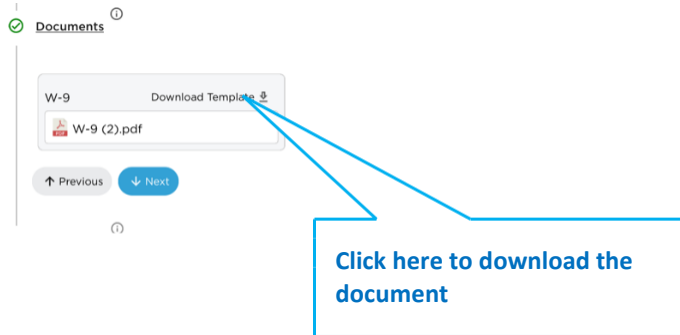 Documents
W-9 Download Template
PDF W-9 (2).pdf
Previous Next
Click here to download the
document